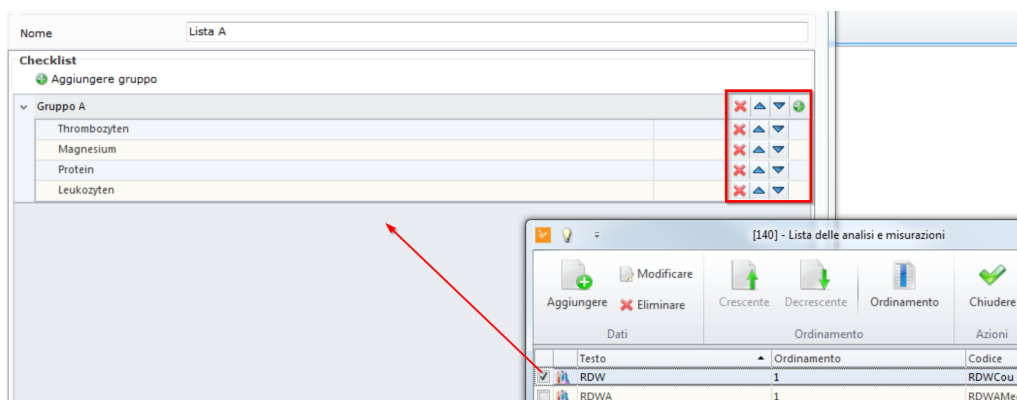 Nome
Lista A
Checklist
Aggiungere gruppo
Gruppo A
Thrombozyten
Magnesium
Protein
Leukozyten
[140] - Lista delle analisi e misurazioni
Aggiungere
Modificare
Eliminare
Crescente
Decrescente
Ordinamento
Chiudere
Dati
Ordinamento
Azioni
Testo Ordinamento Codice
RDW 1 RDWCou
RDWA 1 RDWAMe